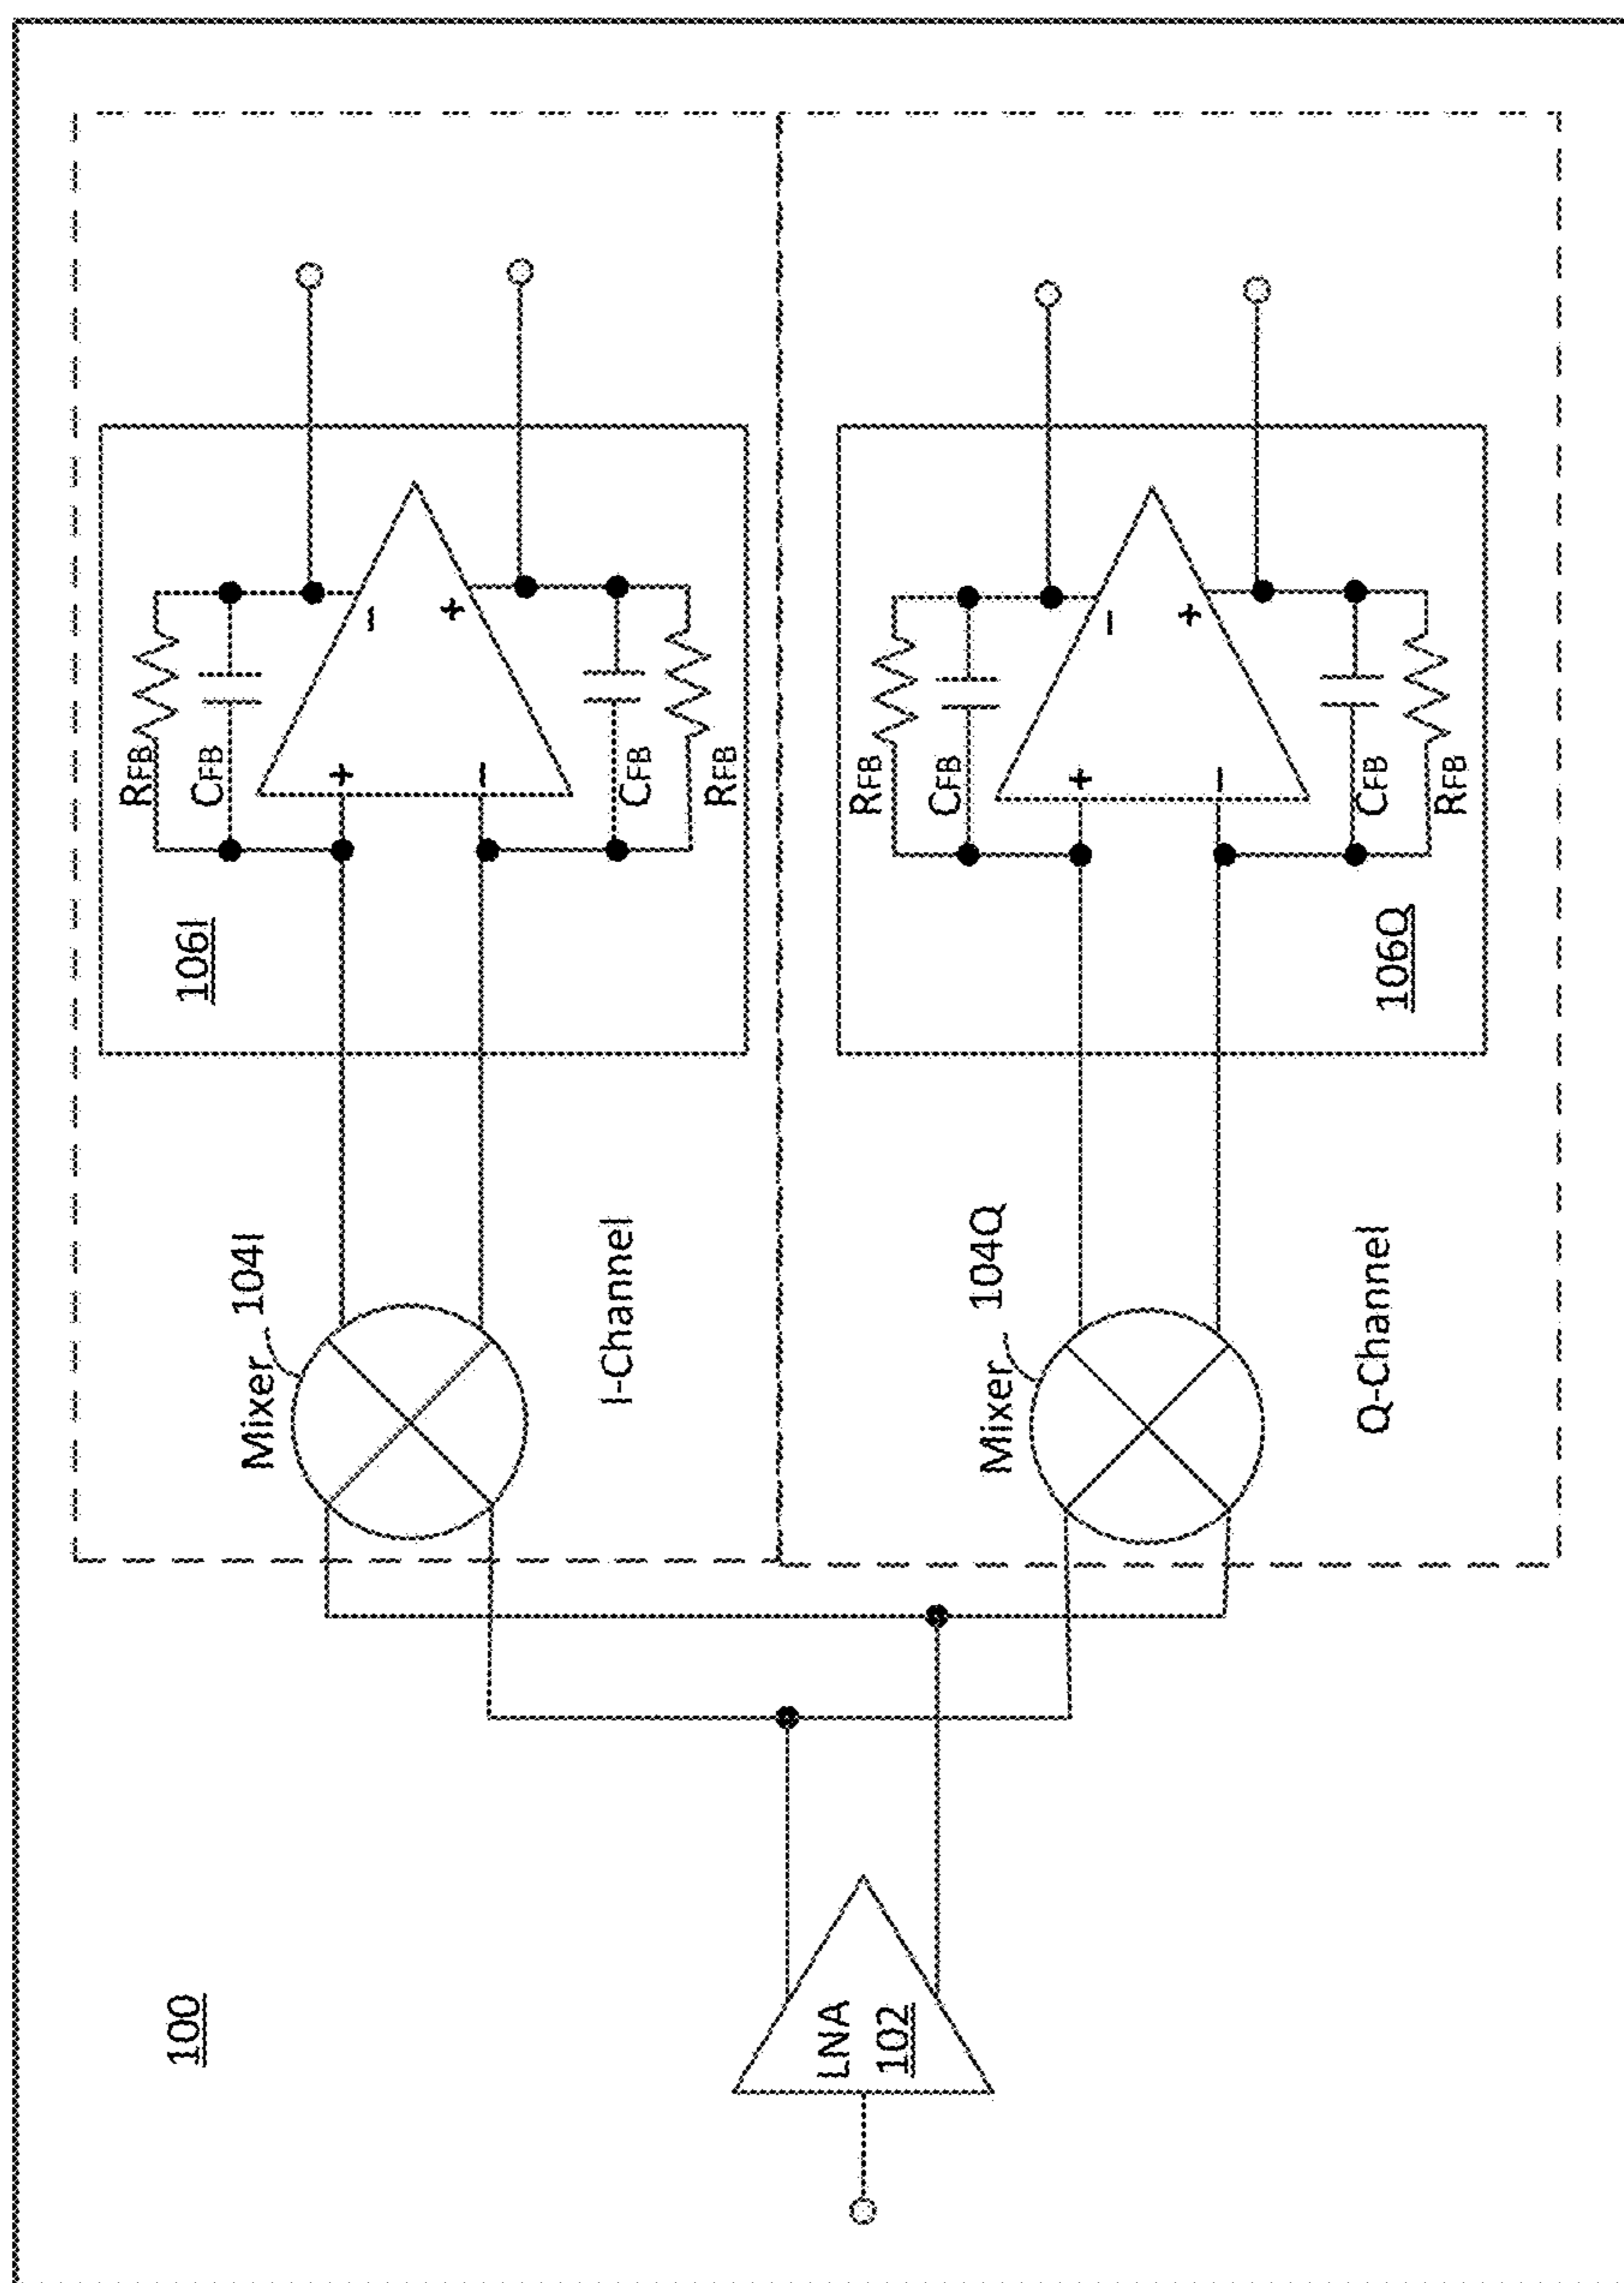 100
LNA
102
Mixer 104I
I-Channel
106I
RFB
CFB
+
−
−
+
CFB
RFB
Mixer 104Q
Q-Channel
106Q
RFB
CFB
+
−
−
+
CFB
RFB